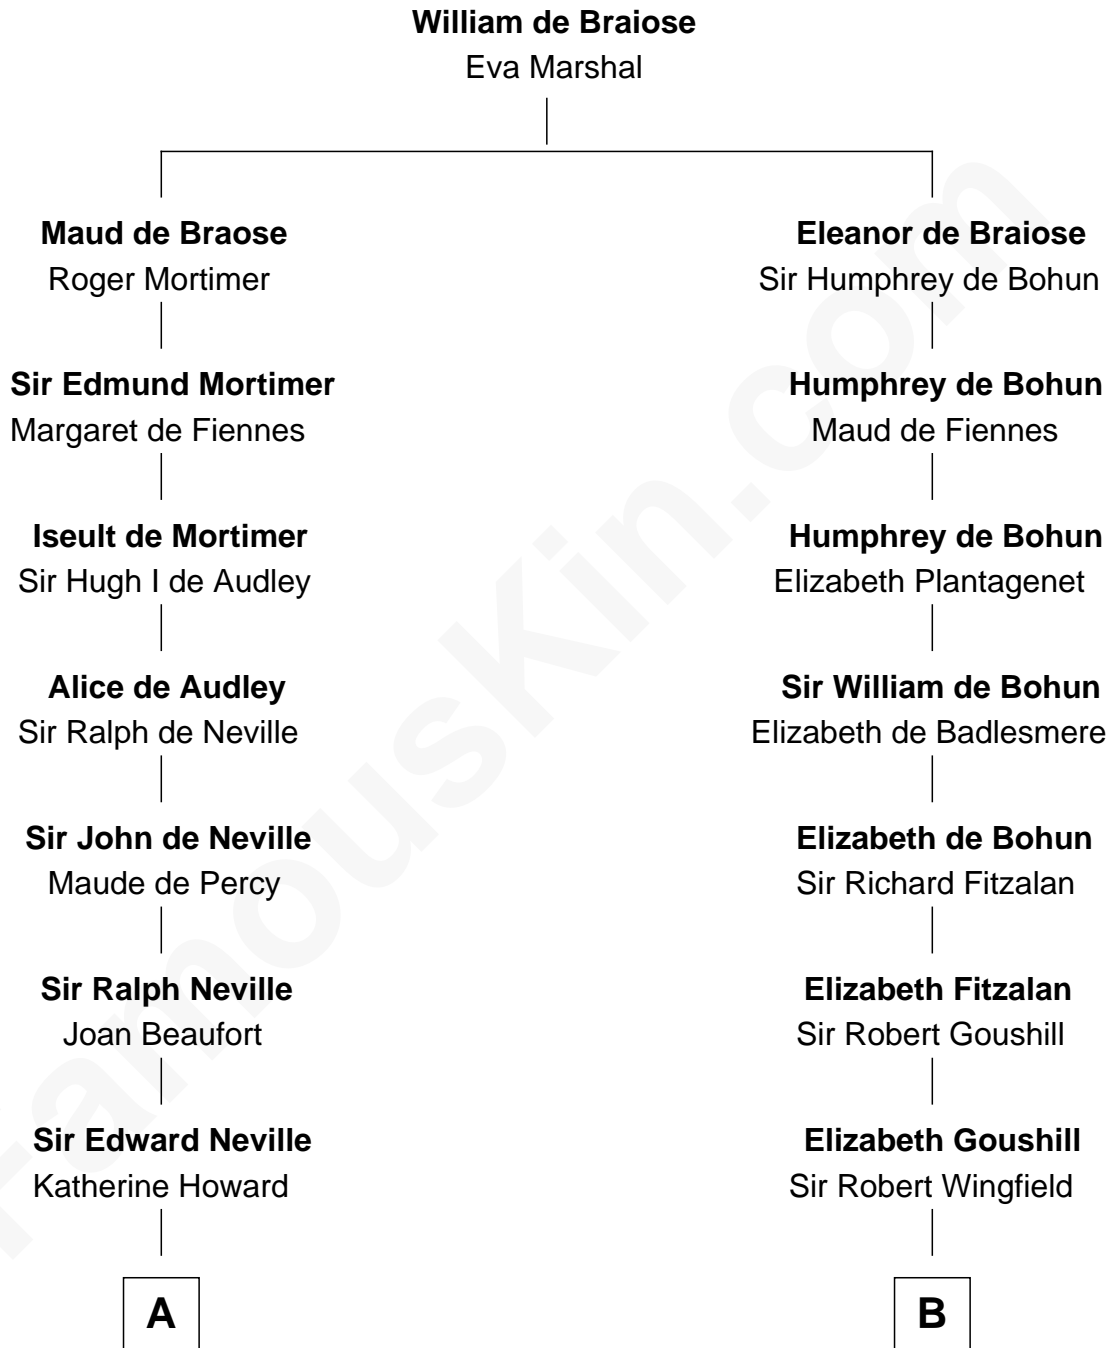 William de Braiose
Eva Marshal
Maud de Braose
Roger Mortimer
Eleanor de Braiose
Sir Humphrey de Bohun
Sir Edmund Mortimer
Margaret de Fiennes
Humphrey de Bohun
Maud de Fiennes
Iseult de Mortimer
Sir Hugh I de Audley
Humphrey de Bohun
Elizabeth Plantagenet
Alice de Audley
Sir Ralph de Neville
Sir William de Bohun
Elizabeth de Badlesmere
Sir John de Neville
Maude de Percy
Elizabeth de Bohun
Sir Richard Fitzalan
Sir Ralph Neville
Joan Beaufort
Elizabeth Fitzalan
Sir Robert Goushill
Sir Edward Neville
Katherine Howard
Elizabeth Goushill
Sir Robert Wingfield
A
B
FamousKin.com